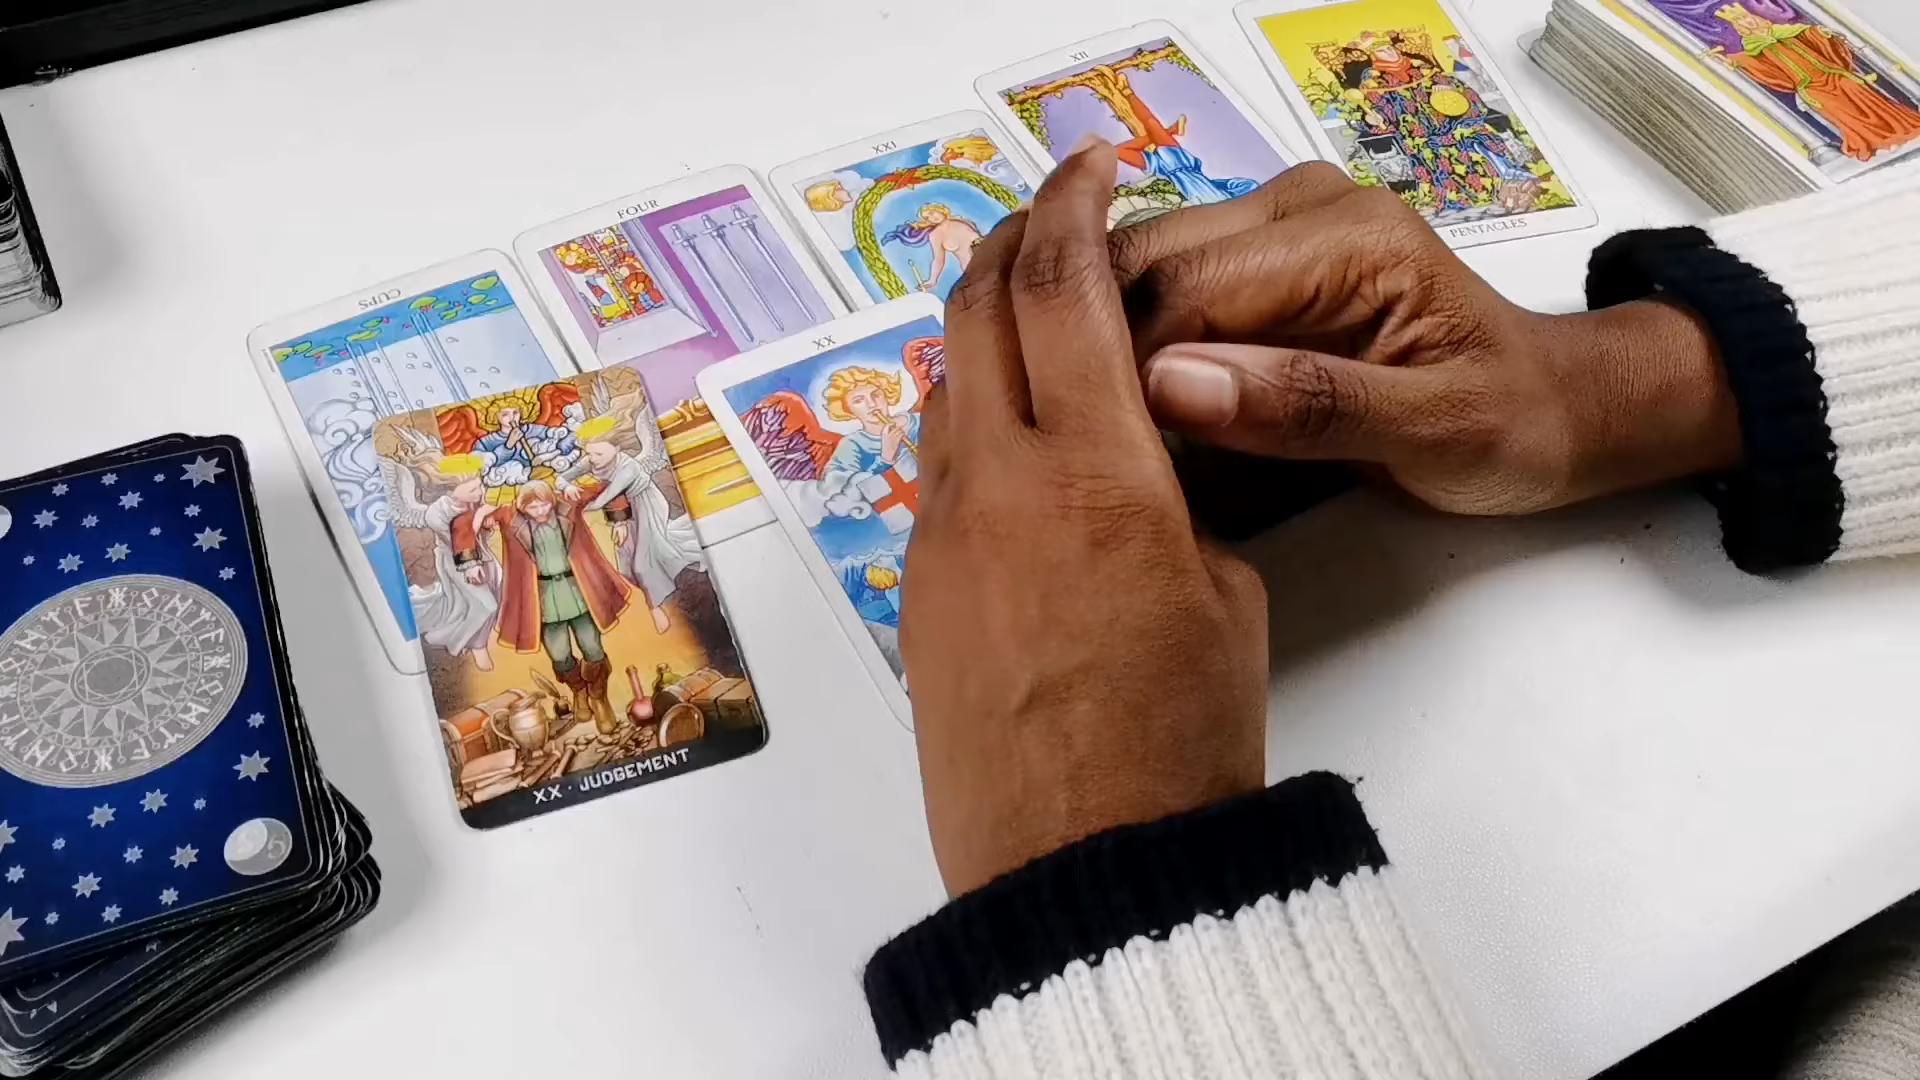 XII
XXI
FOUR
CUPS
PENTACLES
XX
XX · JUDGEMENT